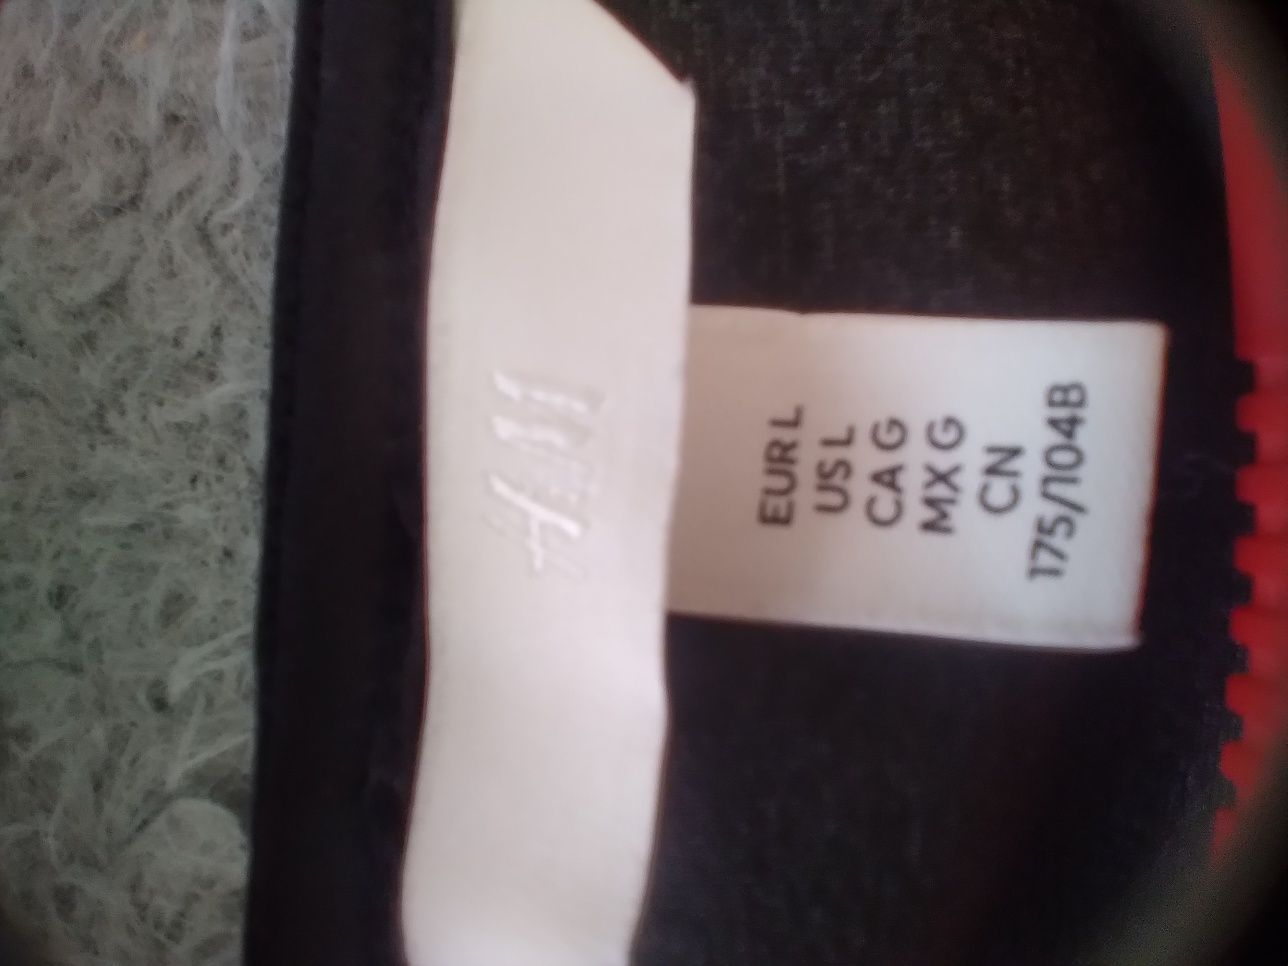 H&M
EUR L
US L
CA G
MX G
CN
175/104B